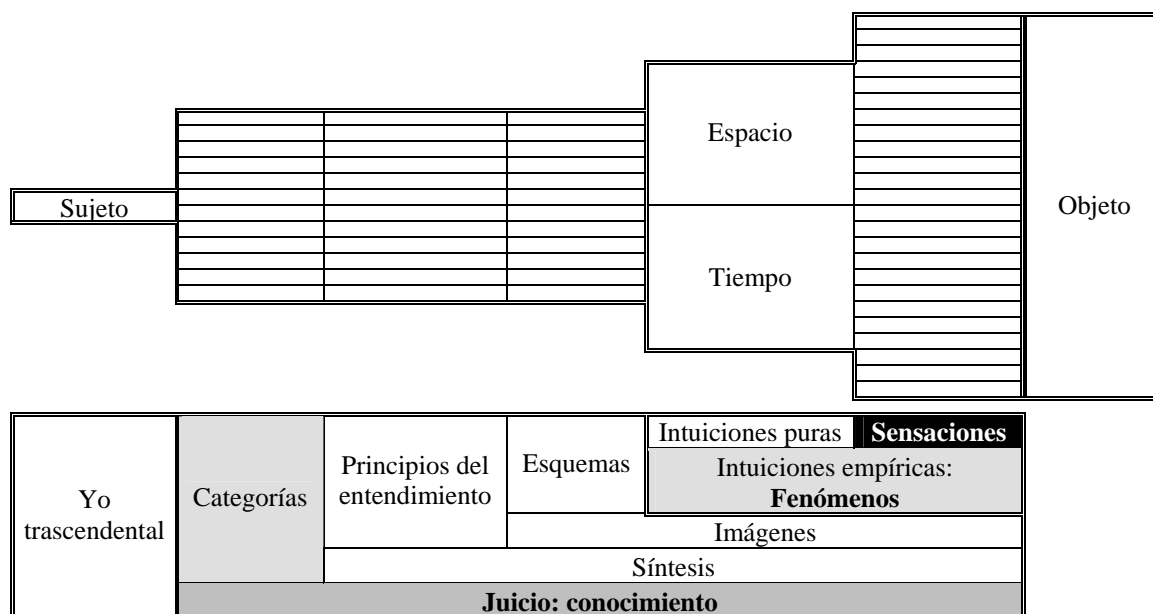 Espacio
Sujeto
Objeto
Tiempo
Intuiciones puras
Sensaciones
Yo
trascendental
Categorías
Principios del
entendimiento
Esquemas
Intuiciones empíricas:
Fenómenos
Imágenes
Síntesis
Juicio: conocimiento